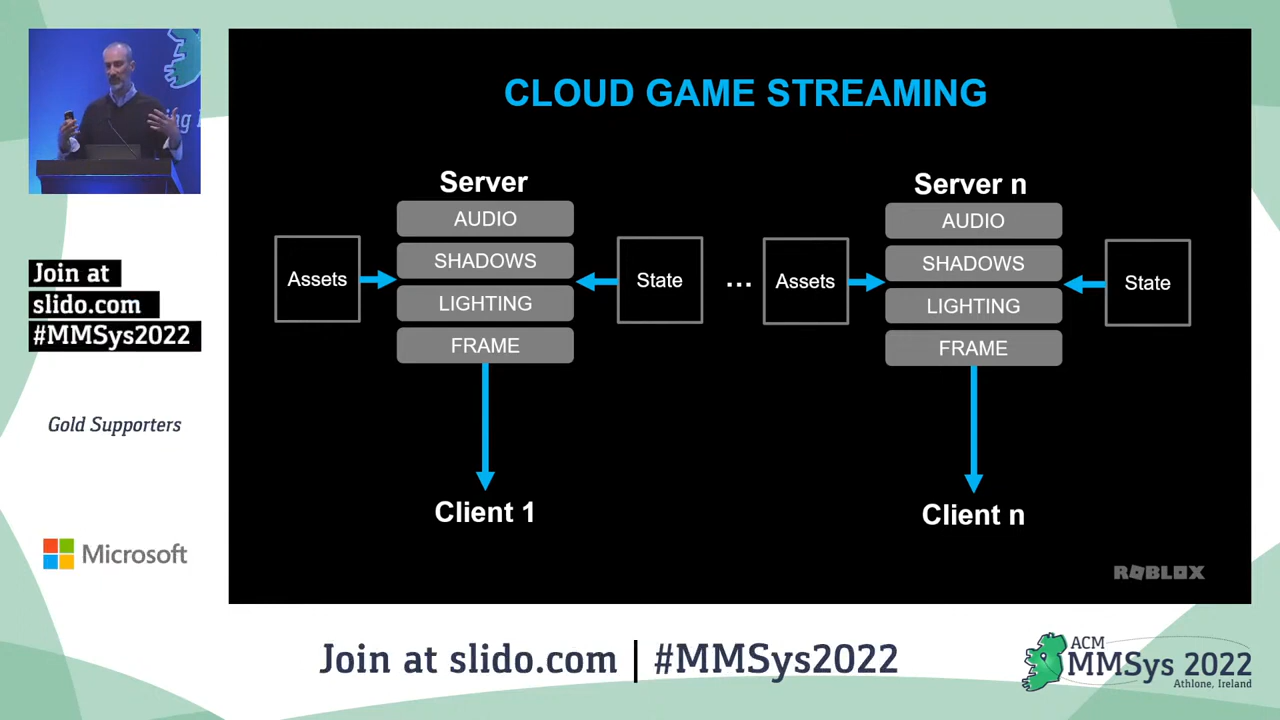 CLOUD GAME STREAMING
Server
AUDIO
SHADOWS
LIGHTING
FRAME
Assets
State
Client 1
...
Server n
AUDIO
SHADOWS
LIGHTING
FRAME
Assets
State
Client n
ROBLOX
Join at
slido.com
#MMSys2022
Gold Supporters
Microsoft
Join at slido.com | #MMSys2022
ACM
MMSys 2022
Athlone, Ireland